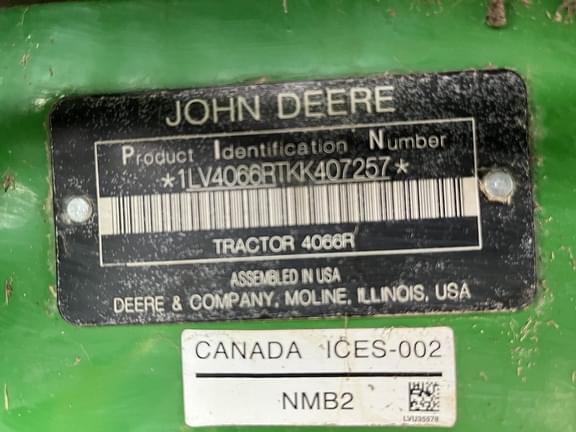 JOHN DEERE
Product Identification Number
*1LV4066RTKK407257*
TRACTOR 4066R
ASSEMBLED IN USA
DEERE & COMPANY, MOLINE, ILLINOIS, USA
CANADA ICES-002
NMB2
LVU35578